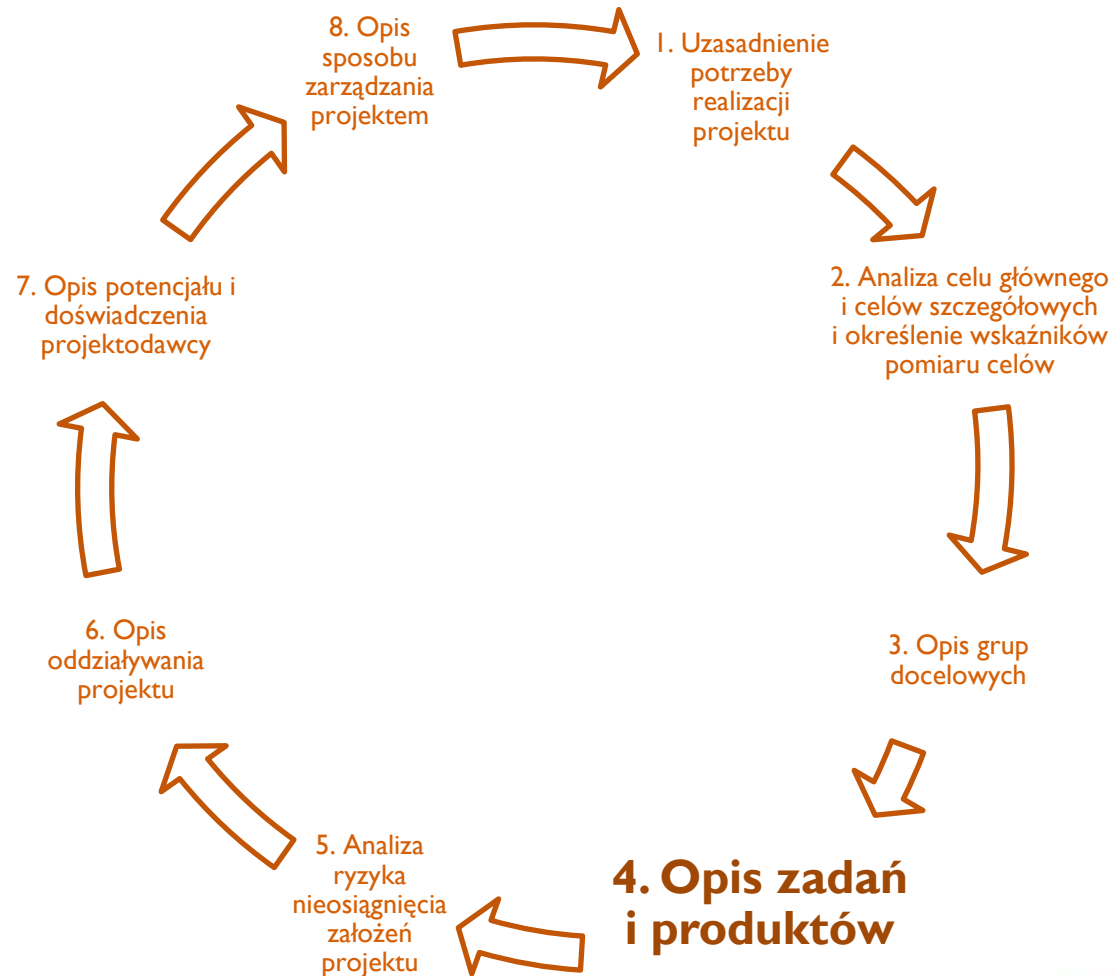 8. Opis
sposobu
zarządzania
projektem
1. Uzasadnienie
potrzeby
realizacji
projektu
2. Analiza celu głównego
i celów szczegółowych
i określenie wskaźników
pomiaru celów
3. Opis grup
docelowych
4. Opis zadań
i produktów
5. Analiza
ryzyka
nieosiągnięcia
założeń
projektu
6. Opis
oddziaływania
projektu
7. Opis potencjału i
doświadczenia
projektodawcy